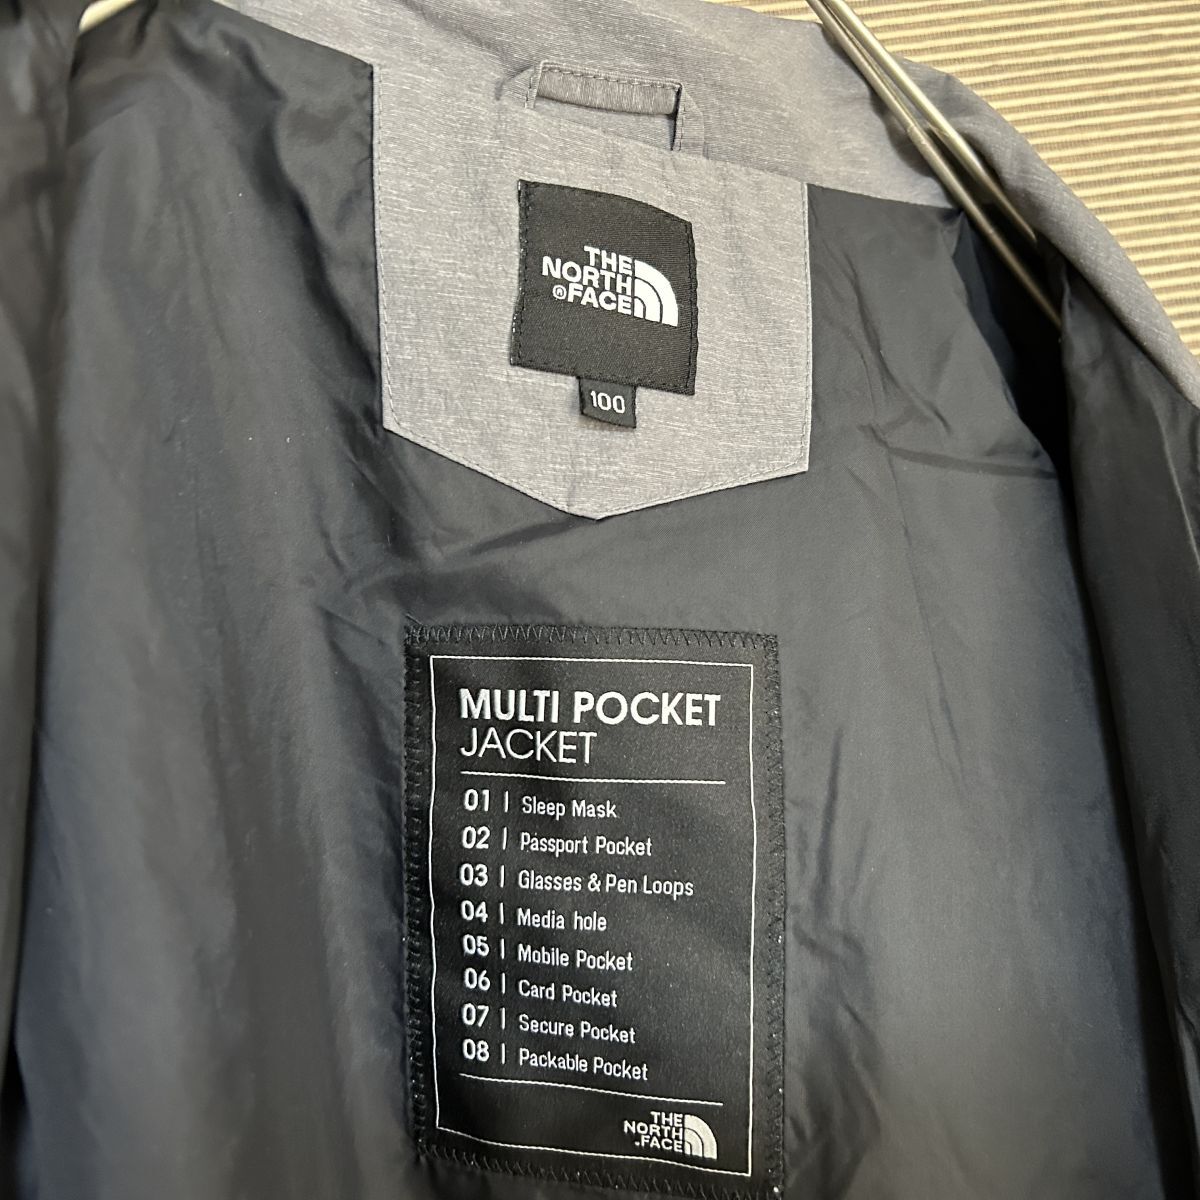 THE
NORTH
®FACE
100
MULTI POCKET
JACKET
01 | Sleep Mask
02 | Passport Pocket
03 | Glasses & Pen Loops
04 | Media hole
05 | Mobile Pocket
06 | Card Pocket
07 | Secure Pocket
08 | Packable Pocket
THE
NORTH
FACE